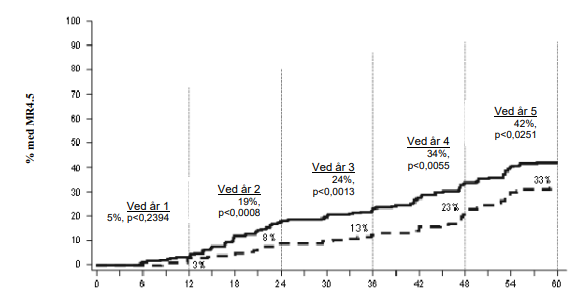 % med MR4.5
100
90
80
70
60
50
40
30
20
10
0
Ved år 1
5%, p<0,2394
3%
Ved år 2
19%,
p<0,0008
8%
Ved år 3
24%,
p<0,0013
13%
Ved år 4
34%,
p<0,0055
23%
Ved år 5
42%,
p<0,0251
33%
0 6 12 18 24 30 36 42 48 54 60